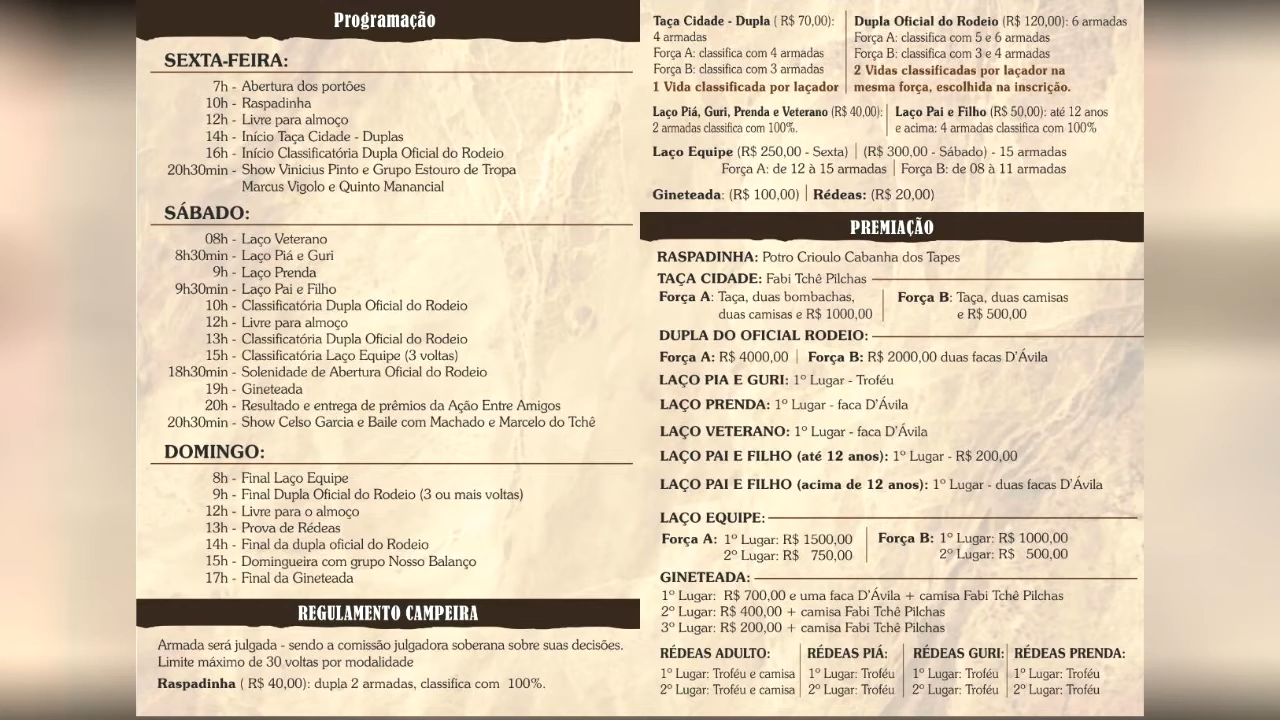 Programação
SEXTA-FEIRA:
7h - Abertura dos portões
10h - Raspadinha
12h - Livre para almoço
14h - Início Taça Cidade - Duplas
16h - Início Classificatória Dupla Oficial do Rodeio
20h30min - Show Vinicius Pinto e Grupo Estouro de Tropa
Marcus Vigolo e Quinto Manancial
SÁBADO:
08h - Laço Veterano
8h30min - Laço Piá e Guri
9h - Laço Prenda
9h30min - Laço Pai e Filho
10h - Classificatória Dupla Oficial do Rodeio
12h - Livre para almoço
13h - Classificatória Dupla Oficial do Rodeio
15h - Classificatória Laço Equipe (3 voltas)
18h30min - Solenidade de Abertura Oficial do Rodeio
19h - Gineteada
20h - Resultado e entrega de prêmios da Ação Entre Amigos
20h30min - Show Celso Garcia e Baile com Machado e Marcelo do Tchê
DOMINGO:
8h - Final Laço Equipe
9h - Final Dupla Oficial do Rodeio (3 ou mais voltas)
12h - Livre para o almoço
13h - Prova de Rédeas
14h - Final da dupla oficial do Rodeio
15h - Domingueira com grupo Nosso Balanço
17h - Final da Gineteada
REGULAMENTO CAMPEIRA
Armada será julgada - sendo a comissão julgadora soberana sobre suas decisões.
Limite máximo de 30 voltas por modalidade
Raspadinha ( R$ 40,00): dupla 2 armadas, classifica com 100%.
Taça Cidade - Dupla ( R$ 70,00):
4 armadas
Força A: classifica com 4 armadas
Força B: classifica com 3 armadas
1 Vida classificada por laçador
Dupla Oficial do Rodeio (R$ 120,00): 6 armadas
Força A: classifica com 5 e 6 armadas
Força B: classifica com 3 e 4 armadas
2 Vidas classificadas por laçador na
mesma força, escolhida na inscrição.
Laço Piá, Guri, Prenda e Veterano (R$ 40,00):
2 armadas classifica com 100%.
Laço Pai e Filho (R$ 50,00): até 12 anos
e acima: 4 armadas classifica com 100%
Laço Equipe (R$ 250,00 - Sexta) | (R$ 300,00 - Sábado) - 15 armadas
Força A: de 12 à 15 armadas | Força B: de 08 à 11 armadas
Gineteada: (R$ 100,00) | Rédeas: (R$ 20,00)
PREMIAÇÃO
RASPADINHA: Potro Crioulo Cabanha dos Tapes
TAÇA CIDADE: Fabi Tchê Pilchas
Força A: Taça, duas bombachas,
duas camisas e R$ 1000,00
Força B: Taça, duas camisas
e R$ 500,00
DUPLA DO OFICIAL RODEIO:
Força A: R$ 4000,00 | Força B: R$ 2000,00 duas facas D'Ávila
LAÇO PIA E GURI: 1º Lugar - Troféu
LAÇO PRENDA: 1º Lugar - faca D'Ávila
LAÇO VETERANO: 1º Lugar - faca D'Ávila
LAÇO PAI E FILHO (até 12 anos): 1º Lugar - R$ 200,00
LAÇO PAI E FILHO (acima de 12 anos): 1º Lugar - duas facas D'Ávila
LAÇO EQUIPE:
Força A: 1º Lugar: R$ 1500,00
2º Lugar: R$ 750,00
Força B: 1º Lugar: R$ 1000,00
2º Lugar: R$ 500,00
GINETEADA:
1º Lugar: R$ 700,00 e uma faca D'Ávila + camisa Fabi Tchê Pilchas
2º Lugar: R$ 400,00 + camisa Fabi Tchê Pilchas
3º Lugar: R$ 200,00 + camisa Fabi Tchê Pilchas
RÉDEAS ADULTO:
1º Lugar: Troféu e camisa
2º Lugar: Troféu e camisa
RÉDEAS PIÁ:
1º Lugar: Troféu
2º Lugar: Troféu
RÉDEAS GURI:
1º Lugar: Troféu
2º Lugar: Troféu
RÉDEAS PRENDA:
1º Lugar: Troféu
2º Lugar: Troféu